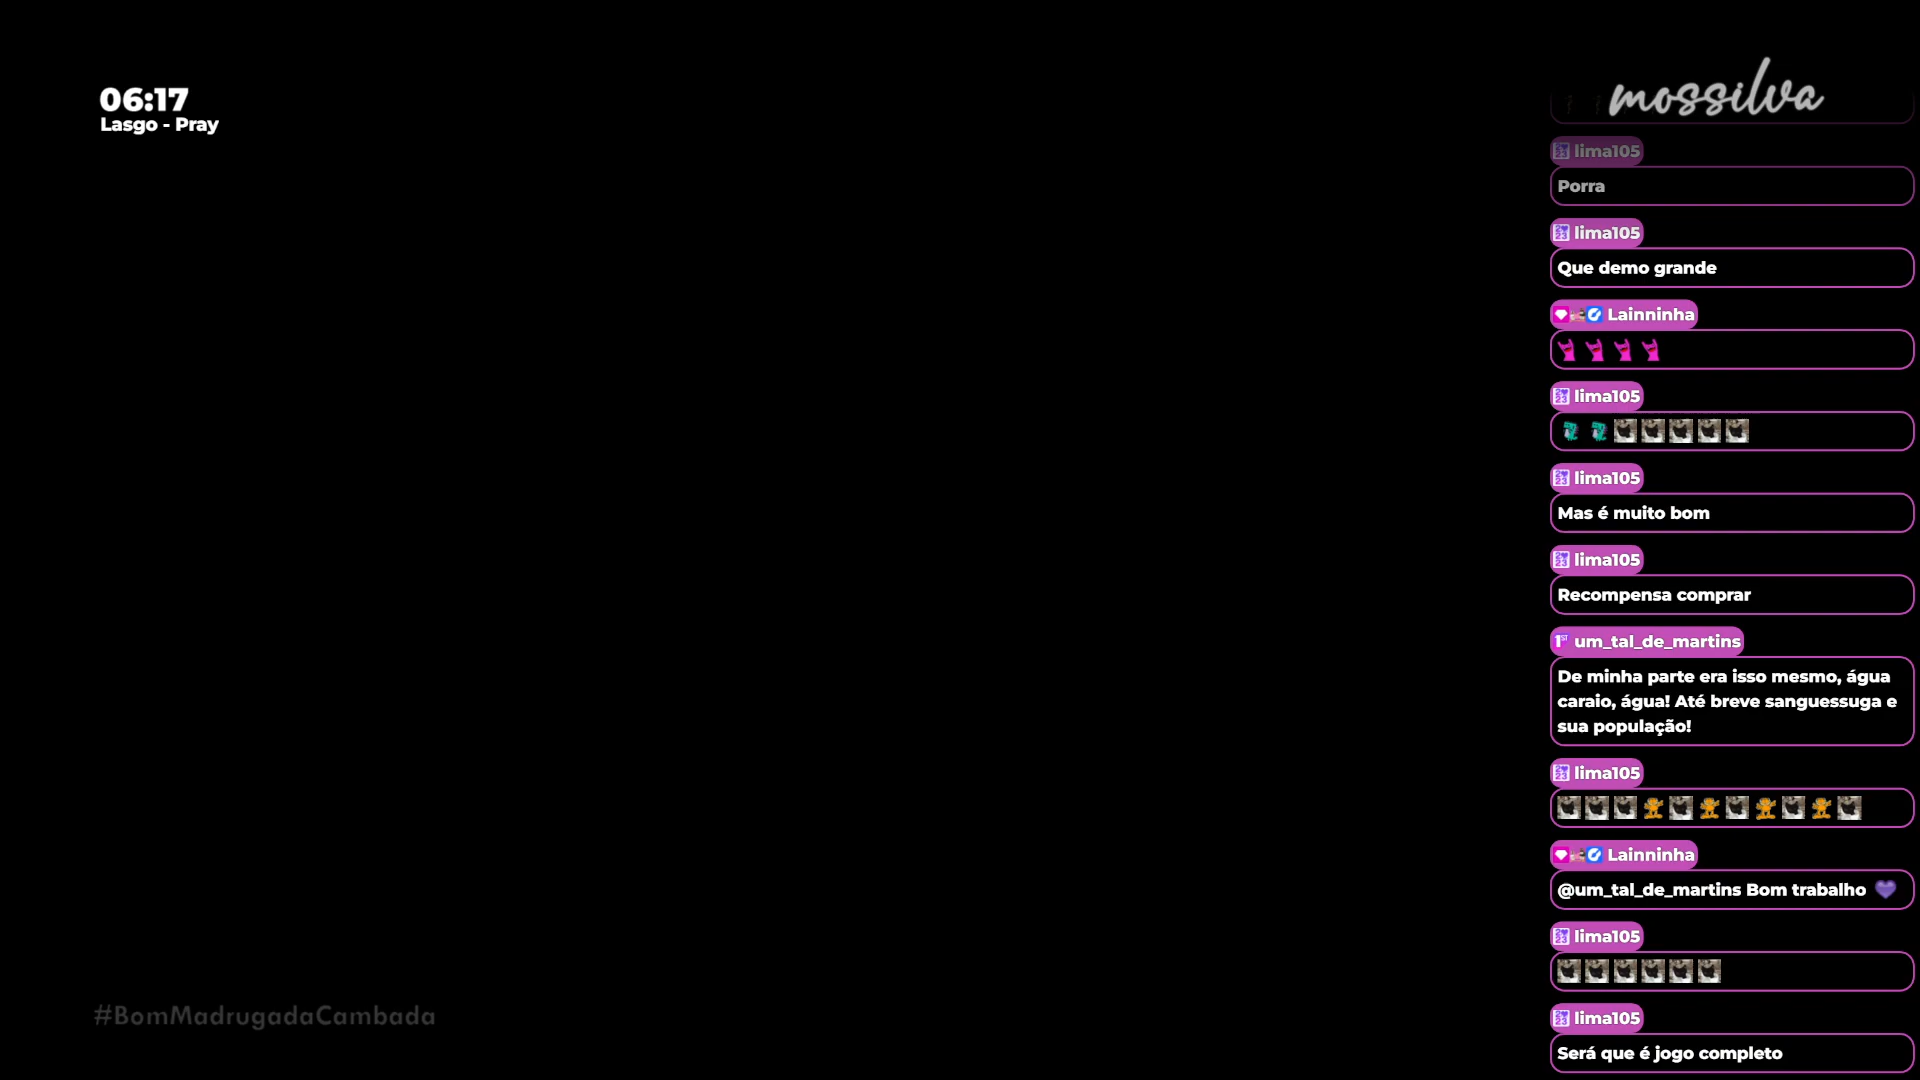 06:17
Lasgo - Pray
mossilva
lima105
Porra
lima105
Que demo grande
Lainninha
lima105
lima105
Mas é muito bom
lima105
Recompensa comprar
um_tal_de_martins
De minha parte era isso mesmo, água
caraio, água! Até breve sanguessuga e
sua população!
lima105
Lainninha
@um_tal_de_martins Bom trabalho 💜
lima105
lima105
Será que é jogo completo
#BomMadrugadaCambada